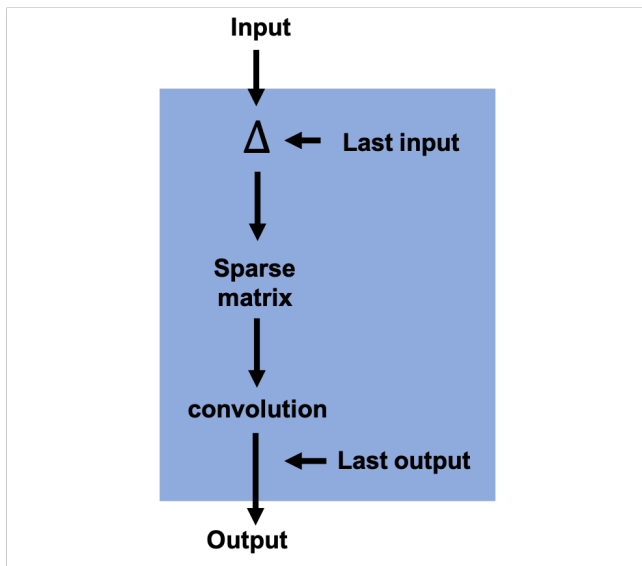 Input
Δ
Last input
Sparse
matrix
convolution
Last output
Output